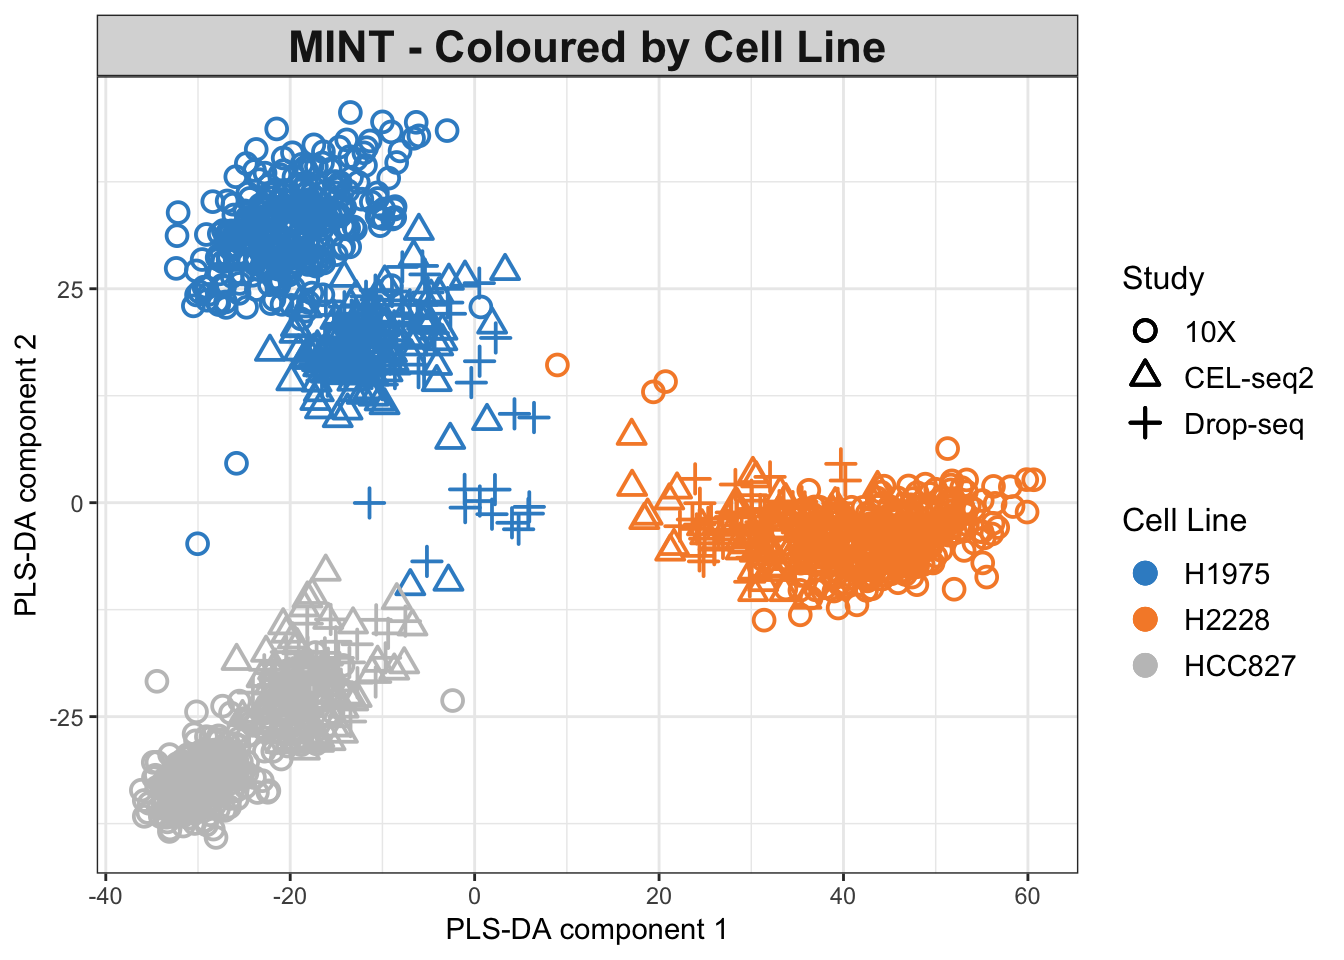 MINT - Coloured by Cell Line
PLS-DA component 2
25
0
-25
-40
-20
0
20
40
60
PLS-DA component 1
Study
10X
CEL-seq2
Drop-seq
Cell Line
H1975
H2228
HCC827